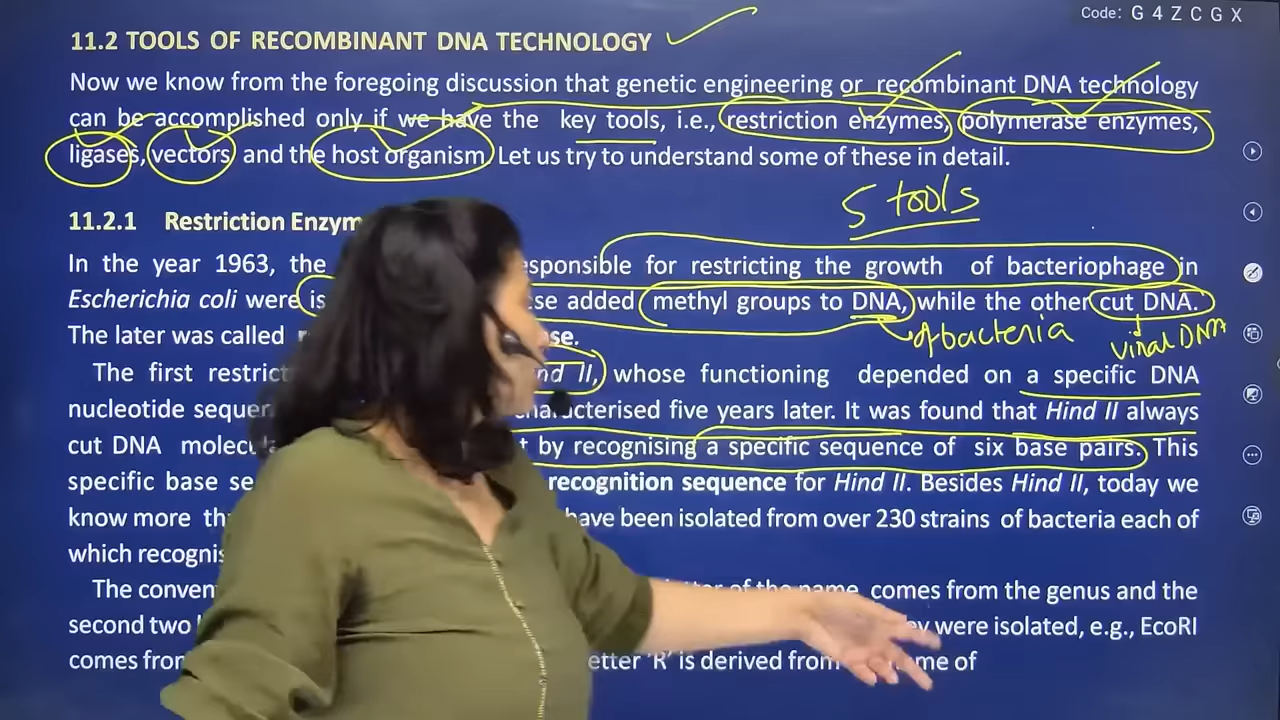 Code: G 4 Z C G X
11.2 TOOLS OF RECOMBINANT DNA TECHNOLOGY
Now we know from the foregoing discussion that genetic engineering or recombinant DNA technology
can be accomplished only if we have the key tools, i.e., restriction enzymes, polymerase enzymes,
ligases, vectors and the host organism. Let us try to understand some of these in detail.
5 tools
11.2.1 Restriction Enzym
In the year 1963, the esponsible for restricting the growth of bacteriophage in
Escherichia coli were is se added methyl groups to DNA, while the other cut DNA.
of bacteria
viral DNA
The later was called r se.
The first restrict nd II, whose functioning depended on a specific DNA
nucleotide sequen characterised five years later. It was found that Hind II always
cut DNA molecu t by recognising a specific sequence of six base pairs. This
specific base se recognition sequence for Hind II. Besides Hind II, today we
know more th have been isolated from over 230 strains of bacteria each of
which recognis
The conven of the name comes from the genus and the
second two ey were isolated, e.g., EcoRI
comes from etter 'R' is derived from me of